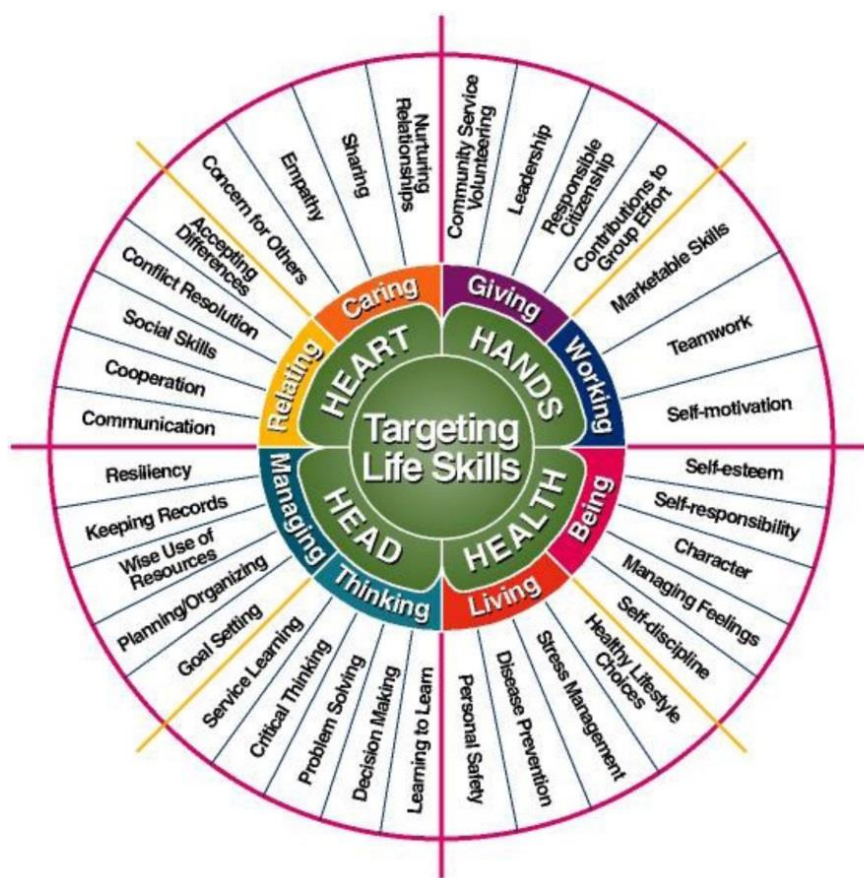 Targeting
Life Skills
HEART
HANDS
HEALTH
HEAD
Caring
Giving
Working
Being
Living
Thinking
Managing
Relating
Nurturing
Relationships
Sharing
Empathy
Concern for Others
Accepting
Differences
Conflict Resolution
Social Skills
Cooperation
Communication
Community Service
Volunteering
Leadership
Responsible
Citizenship
Contributions to
Group Effort
Marketable Skills
Teamwork
Self-motivation
Self-esteem
Self-responsibility
Character
Managing Feelings
Self-discipline
Healthy Lifestyle
Choices
Stress Management
Disease Prevention
Personal Safety
Learning to Learn
Decision Making
Problem Solving
Critical Thinking
Service Learning
Goal Setting
Planning/Organizing
Wise Use of
Resources
Keeping Records
Resiliency